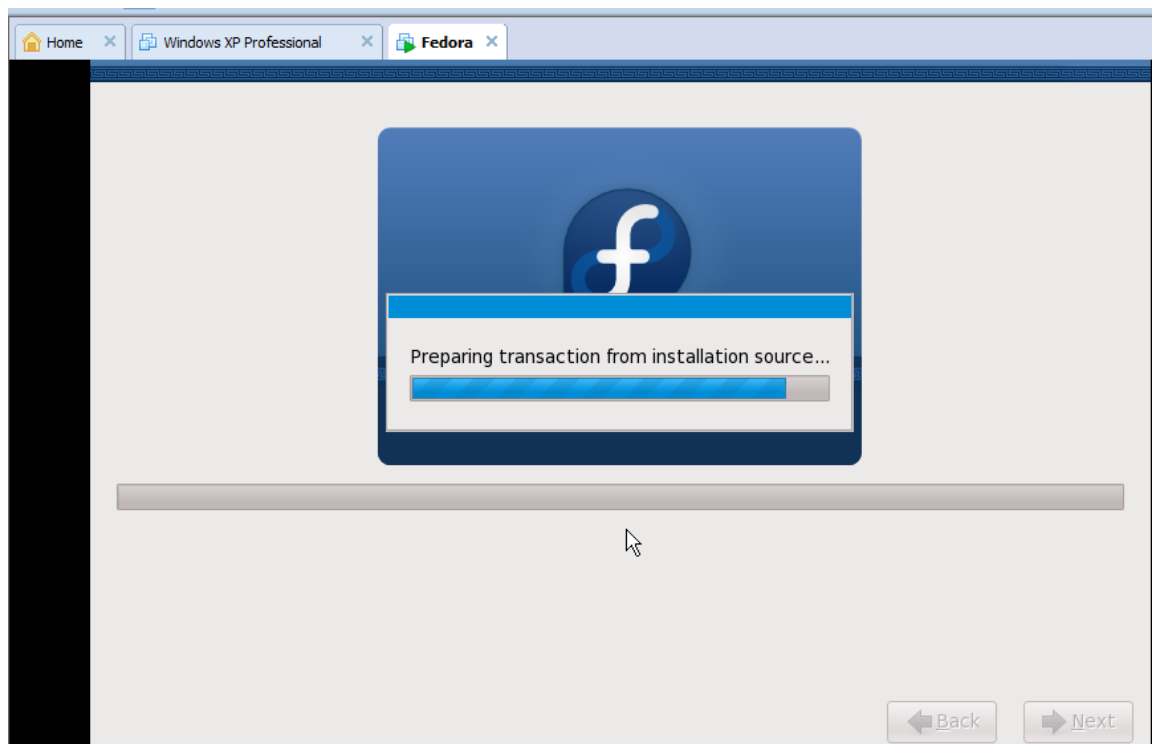 Home
Windows XP Professional
Fedora
Preparing transaction from installation source...
Back
Next